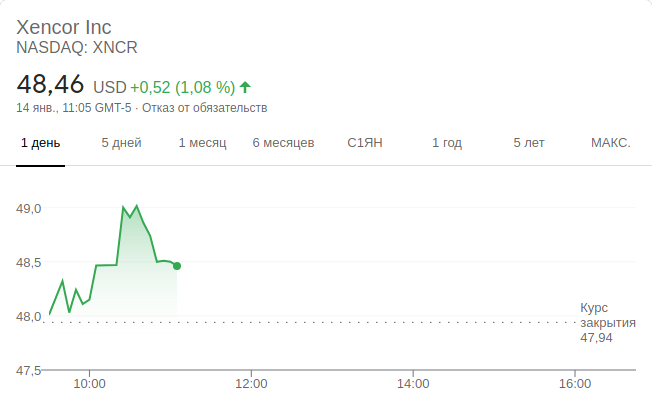 Xencor Inc
NASDAQ: XNCR
48,46 USD +0,52 (1,08 %)
14 янв., 11:05 GMT-5 · Отказ от обязательств
1 день 5 дней 1 месяц 6 месяцев С1ЯН 1 год 5 лет МАКС.
49,0
48,5
48,0
Курс
закрытия
47,94
47,5
10:00 12:00 14:00 16:00